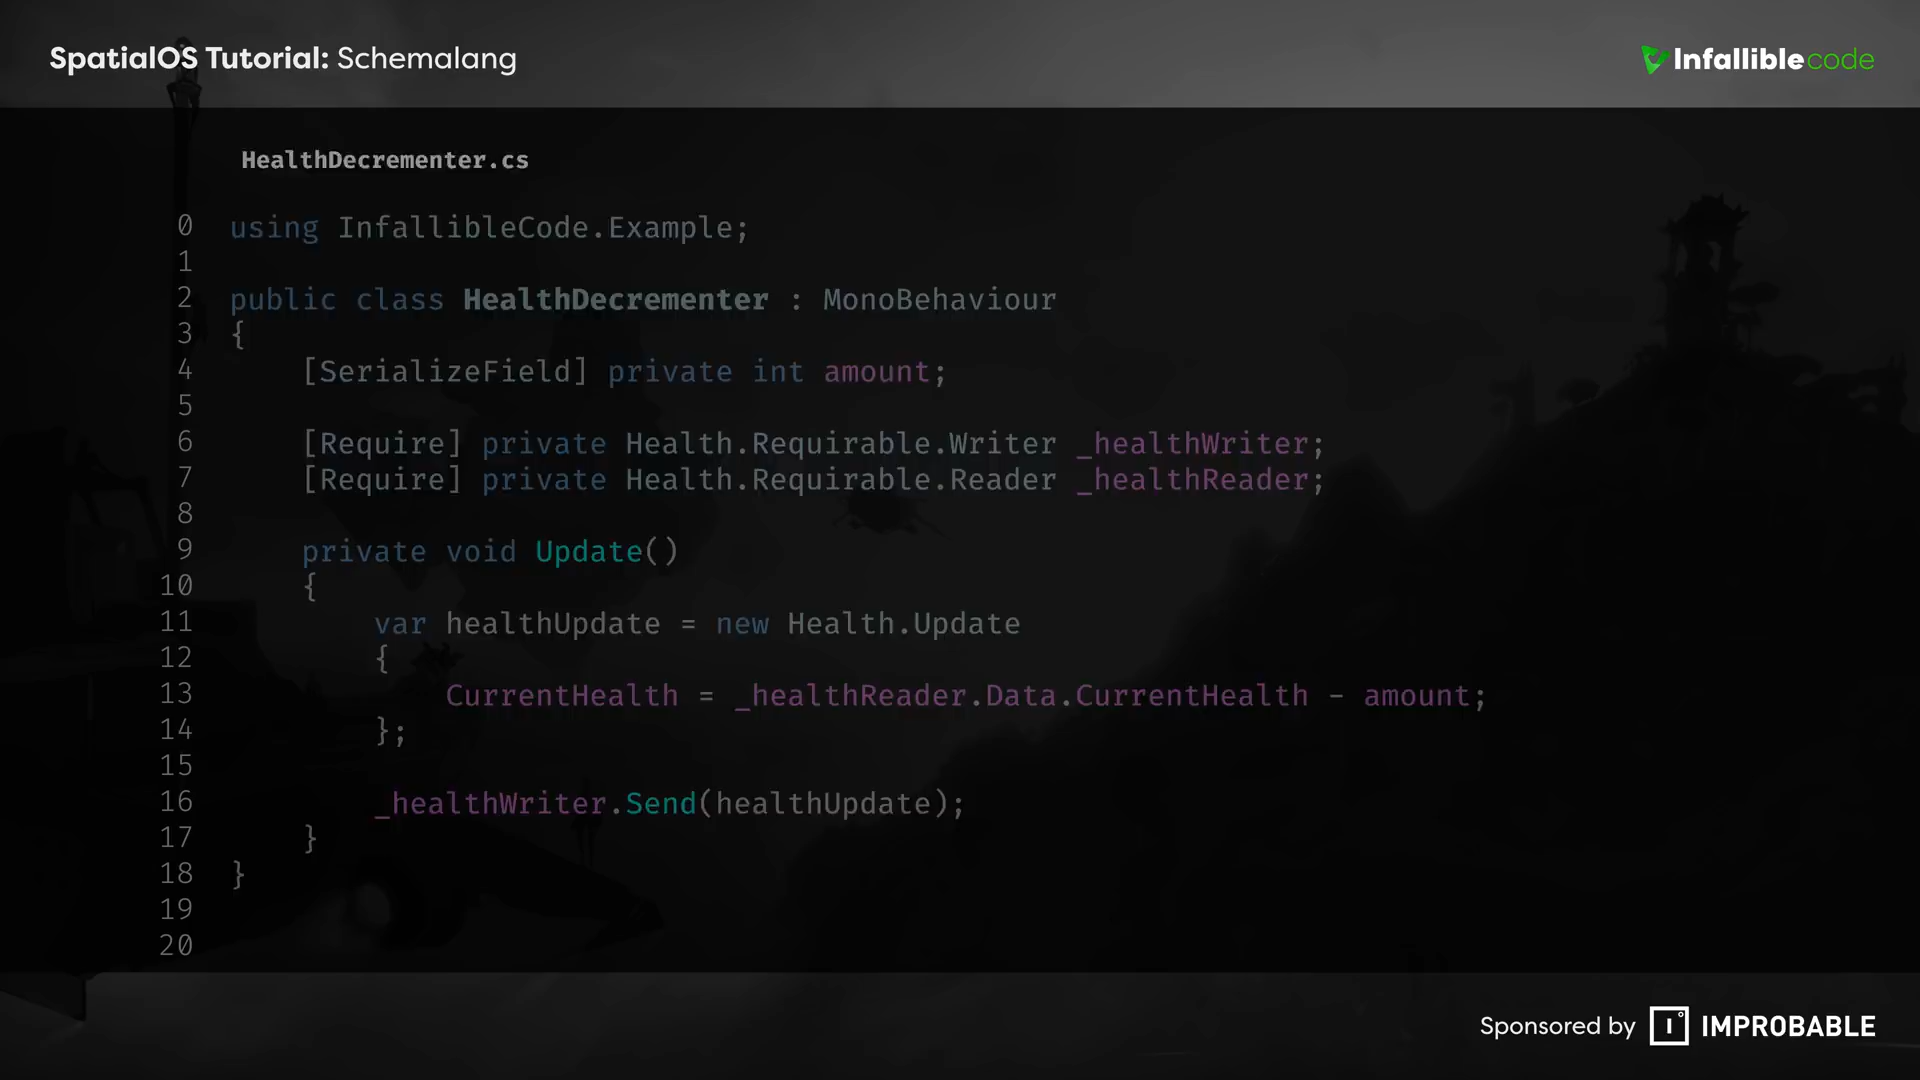 SpatialOS Tutorial: Schemalang
Infalliblecode
HealthDecrementer.cs
0 using InfallibleCode.Example;
1
2 public class HealthDecrementer : MonoBehaviour
3 {
4 [SerializeField] private int amount;
5
6 [Require] private Health.Requirable.Writer _healthWriter;
7 [Require] private Health.Requirable.Reader _healthReader;
8
9 private void Update()
10 {
11 var healthUpdate = new Health.Update
12 {
13 CurrentHealth = _healthReader.Data.CurrentHealth - amount;
14 };
15
16 _healthWriter.Send(healthUpdate);
17 }
18 }
19
20
Sponsored by I IMPROBABLE